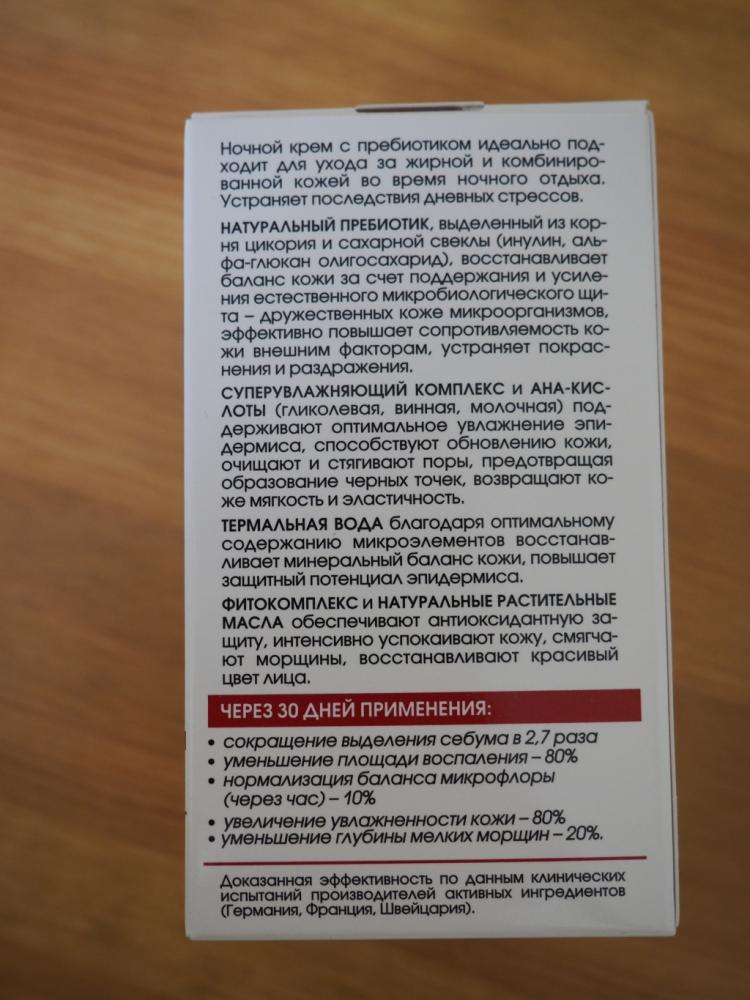 Ночной крем с пребиотиком идеально под-
ходит для ухода за жирной и комбиниро-
ванной кожей во время ночного отдыха.
Устраняет последствия дневных стрессов.
НАТУРАЛЬНЫЙ ПРЕБИОТИК, выделенный из кор-
ня цикория и сахарной свеклы (инулин, аль-
фа-глюкан олигосахарид), восстанавливает
баланс кожи за счет поддержания и усиле-
ния естественного микробиологического щи-
та – дружественных коже микроорганизмов,
эффективно повышает сопротивляемость ко-
жи внешним факторам, устраняет покрас-
нения и раздражения.
СУПЕРУВЛАЖНЯЮЩИЙ КОМПЛЕКС и АНА-КИС-
ЛОТЫ (гликолевая, винная, молочная) под-
держивают оптимальное увлажнение эпи-
дермиса, способствуют обновлению кожи,
очищают и стягивают поры, предотвращая
образование черных точек, возвращают ко-
же мягкость и эластичность.
ТЕРМАЛЬНАЯ ВОДА благодаря оптимальному
содержанию микроэлементов восстанав-
ливает минеральный баланс кожи, повышает
защитный потенциал эпидермиса.
ФИТОКОМПЛЕКС и НАТУРАЛЬНЫЕ РАСТИТЕЛЬНЫЕ
МАСЛА обеспечивают антиоксидантную за-
щиту, интенсивно успокаивают кожу, смягча-
ют морщины, восстанавливают красивый
цвет лица.
ЧЕРЕЗ 30 ДНЕЙ ПРИМЕНЕНИЯ:
• сокращение выделения себума в 2,7 раза
• уменьшение площади воспаления – 80%
• нормализация баланса микрофлоры
(через час) – 10%
• увеличение увлажненности кожи – 80%
• уменьшение глубины мелких морщин – 20%.
Доказанная эффективность по данным клинических
испытаний производителей активных ингредиентов
(Германия, Франция, Швейцария).